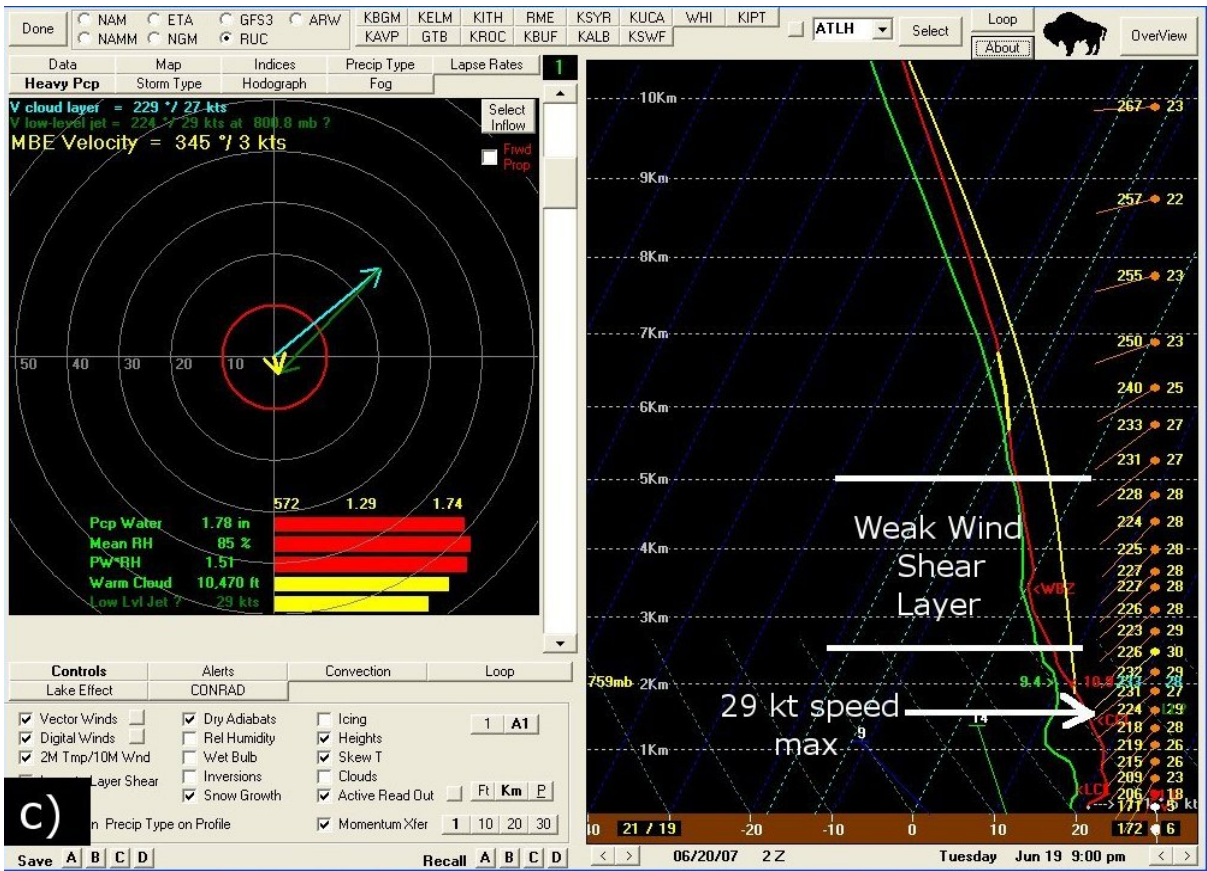 Done NAM ETA GFS3 ARW KBGM KELM KITH RME KSYR KUCA WHI KIPT ATLH Select Loop OverView
NAMM NGM RUC KAVP GTB KROC KBUF KALB KSWF About
Data Map Indices Precip Type Lapse Rates 1
Heavy Pcp Storm Type Hodograph Fog
V cloud layer = 229 °/ 27 kts
V low-level jet = 224 °/ 29 kts at 800.8 mb ?
MBE Velocity = 345 °/ 3 kts
Select
Inflow
Frwd
Prop
50 40 30 20 10
572 1.29 1.74
Pcp Water 1.78 in
Mean RH 85 %
PW*RH 1.51
Warm Cloud 10,470 ft
Low Lvl Jet ? 29 kts
Controls Alerts Convection Loop
Lake Effect CONRAD
Vector Winds Dry Adiabats Icing 1 A1
Digital Winds Rel Humidity Heights
2M Tmp/10M Wnd Wet Bulb Skew T
Layer Shear Inversions Clouds
Snow Growth Active Read Out Ft Km P
Precip Type on Profile Momentum Xfer 1 10 20 30
c)
Save A B C D Recall A B C D
10Km 267 23
9Km 257 22
8Km 255 23
7Km 250 23
6Km 240 25
233 27
5Km 231 27
228 28
Weak Wind 224 28
4Km 225 28
Shear 227 28
<WBZ 227 28
Layer 226 28
3Km 223 29
226 30
232 29
759mb 2Km 9.4> 10.9 233 28
231 27
29 kt speed 224 29
max 9 14 218 28
1Km 219 26
215 26
209 23
<LCL 206 18
171 5
kt
21 / 19 -20 -10 0 10 20 172 6
< > 06/20/07 2 Z Tuesday Jun 19 9:00 pm < >